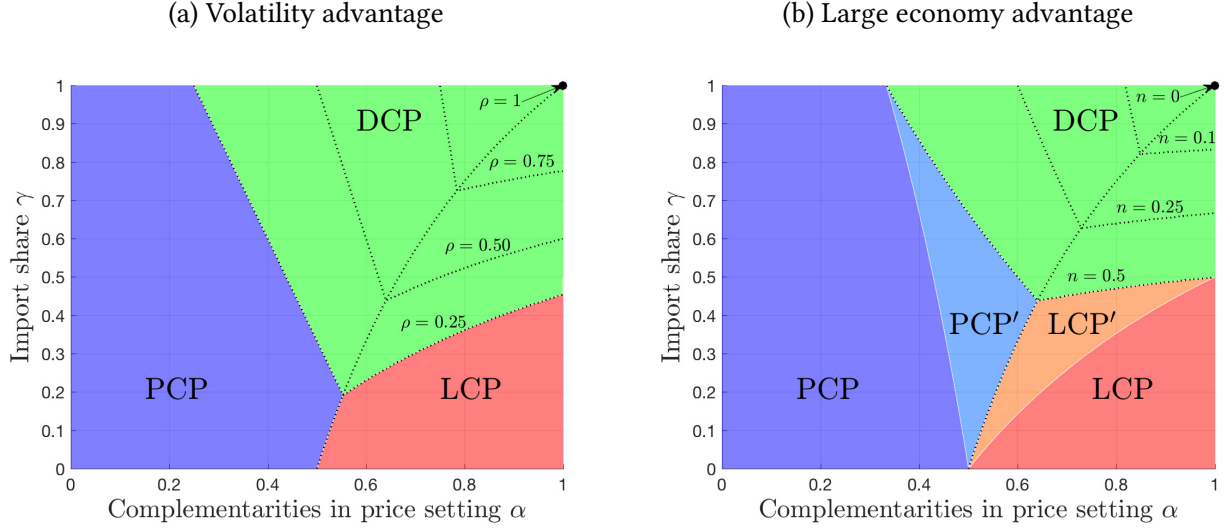 (a) Volatility advantage
1
0.9
0.8
0.7
0.6
0.5
0.4
0.3
0.2
0.1
0
Import share γ
DCP
PCP
LCP
ρ = 1
ρ = 0.75
ρ = 0.50
ρ = 0.25
0 0.2 0.4 0.6 0.8 1
Complementarities in price setting α
(b) Large economy advantage
1
0.9
0.8
0.7
0.6
0.5
0.4
0.3
0.2
0.1
0
Import share γ
DCP
n = 0
n = 0.1
n = 0.25
n = 0.5
PCP′ LCP′
PCP
LCP
0 0.2 0.4 0.6 0.8 1
Complementarities in price setting α